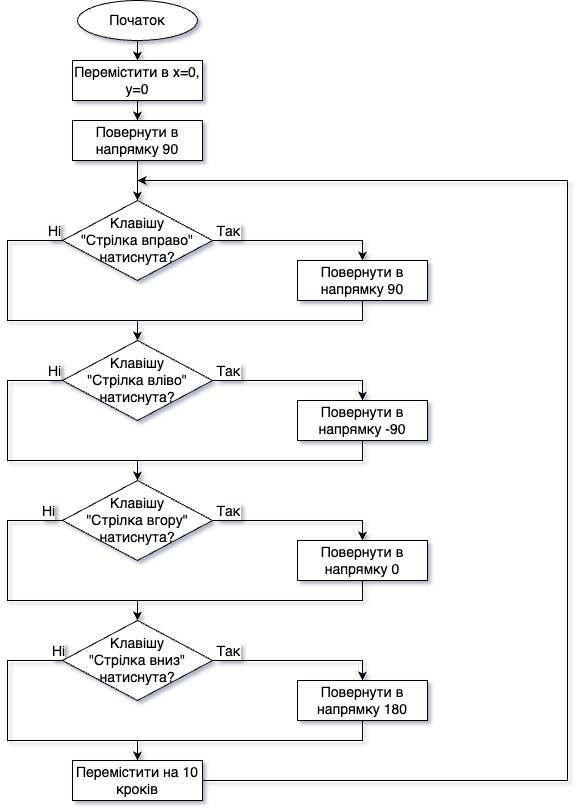 Початок
Перемістити в x=0,
y=0
Повернути в
напрямку 90
Ні
Клавішу
"Стрілка вправо"
натиснута?
Так
Повернути в
напрямку 90
Ні
Клавішу
"Стрілка вліво"
натиснута?
Так
Повернути в
напрямку -90
Ні
Клавішу
"Стрілка вгору"
натиснута?
Так
Повернути в
напрямку 0
Ні
Клавішу
"Стрілка вниз"
натиснута?
Так
Повернути в
напрямку 180
Перемістити на 10
кроків